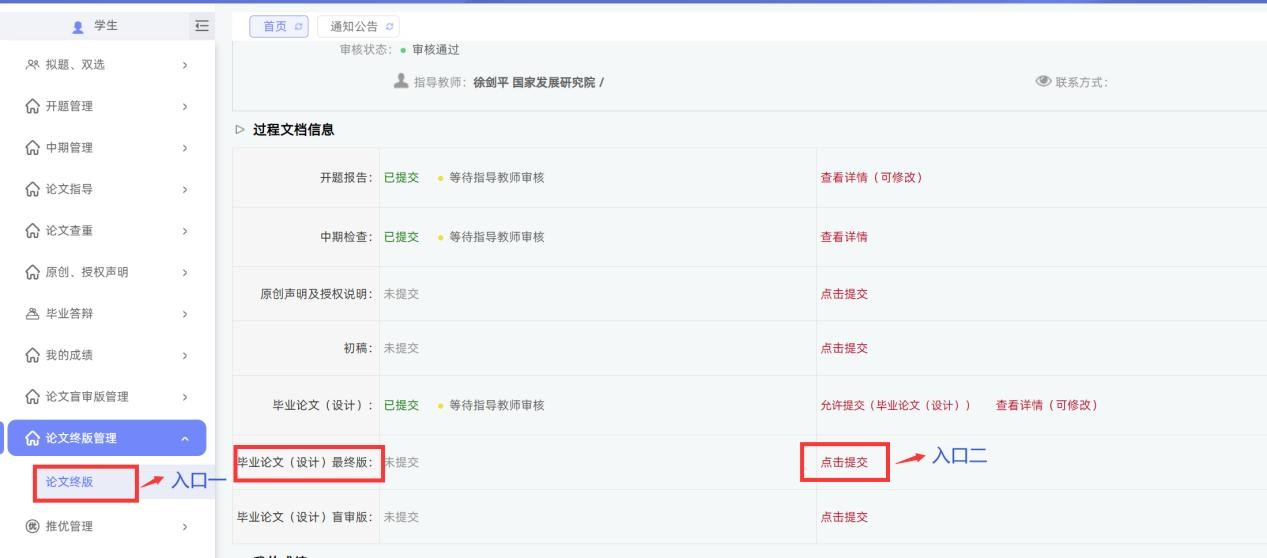 学生
首页
通知公告
拟题、双选
开题管理
中期管理
论文指导
论文查重
原创、授权声明
毕业答辩
我的成绩
论文盲审版管理
论文终版管理
论文终版
入口一
推优管理
审核状态： 审核通过
指导教师： 徐剑平 国家发展研究院 / 联系方式：
过程文档信息
开题报告： 已提交 等待指导教师审核 查看详情（可修改）
中期检查： 已提交 等待指导教师审核 查看详情
原创声明及授权说明： 未提交 点击提交
初稿： 未提交 点击提交
毕业论文（设计）： 已提交 等待指导教师审核 允许提交（毕业论文（设计）） 查看详情（可修改）
毕业论文（设计）最终版： 未提交 点击提交 入口二
毕业论文（设计）盲审版： 未提交 点击提交